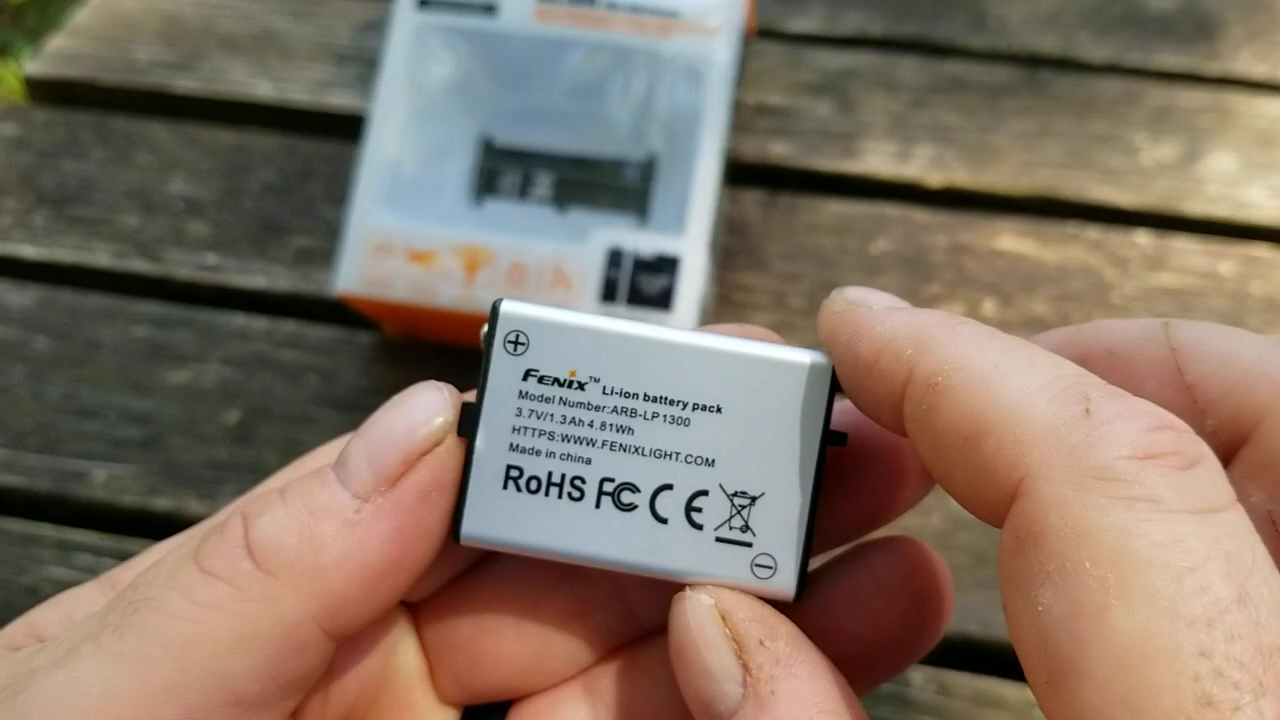 FENIX™ Li-ion battery pack
Model Number:ARB-LP1300
3.7V/1.3Ah 4.81Wh
HTTPS:WWW.FENIXLIGHT.COM
Made in china
RoHS FC CE